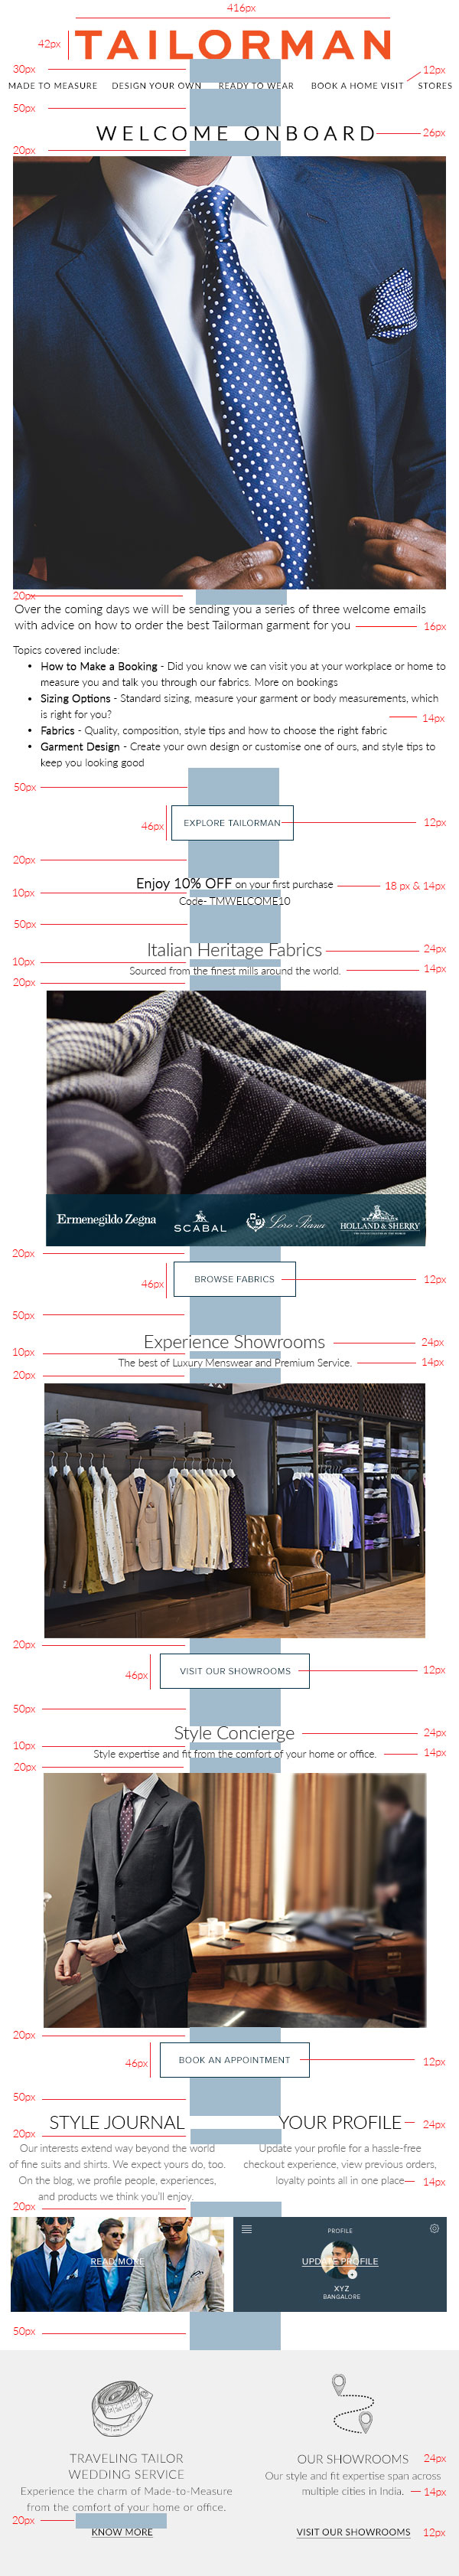 416px
42px
TAILORMAN
30px
12px
MADE TO MEASURE DESIGN YOUR OWN READY TO WEAR BOOK A HOME VISIT STORES
50px
WELCOME ONBOARD
26px
20px
20px
Over the coming days we will be sending you a series of three welcome emails
with advice on how to order the best Tailorman garment for you
16px
Topics covered include:
• How to Make a Booking - Did you know we can visit you at your workplace or home to
measure you and talk you through our fabrics. More on bookings
• Sizing Options - Standard sizing, measure your garment or body measurements, which
is right for you?
14px
• Fabrics - Quality, composition, style tips and how to choose the right fabric
• Garment Design - Create your own design or customise one of ours, and style tips to
keep you looking good
50px
46px
EXPLORE TAILORMAN
12px
20px
Enjoy 10% OFF on your first purchase
18 px & 14px
10px
Code- TMWELCOME10
50px
Italian Heritage Fabrics
24px
10px
Sourced from the finest mills around the world.
14px
20px
Ermenegildo Zegna
SCABAL
Loro Piana
HOLLAND & SHERRY
20px
46px
BROWSE FABRICS
12px
50px
Experience Showrooms
24px
10px
The best of Luxury Menswear and Premium Service.
14px
20px
20px
46px
VISIT OUR SHOWROOMS
12px
50px
Style Concierge
24px
10px
Style expertise and fit from the comfort of your home or office.
14px
20px
20px
46px
BOOK AN APPOINTMENT
12px
50px
STYLE JOURNAL
YOUR PROFILE
24px
20px
Our interests extend way beyond the world
of fine suits and shirts. We expect yours do, too.
On the blog, we profile people, experiences,
and products we think you'll enjoy.
Update your profile for a hassle-free
checkout experience, view previous orders,
loyalty points all in one place
14px
20px
READ MORE
PROFILE
UPDATE PROFILE
XYZ
BANGALORE
50px
TRAVELING TAILOR
WEDDING SERVICE
Experience the charm of Made-to-Measure
from the comfort of your home or office.
20px
KNOW MORE
OUR SHOWROOMS
24px
Our style and fit expertise span across
multiple cities in India.
14px
VISIT OUR SHOWROOMS
12px